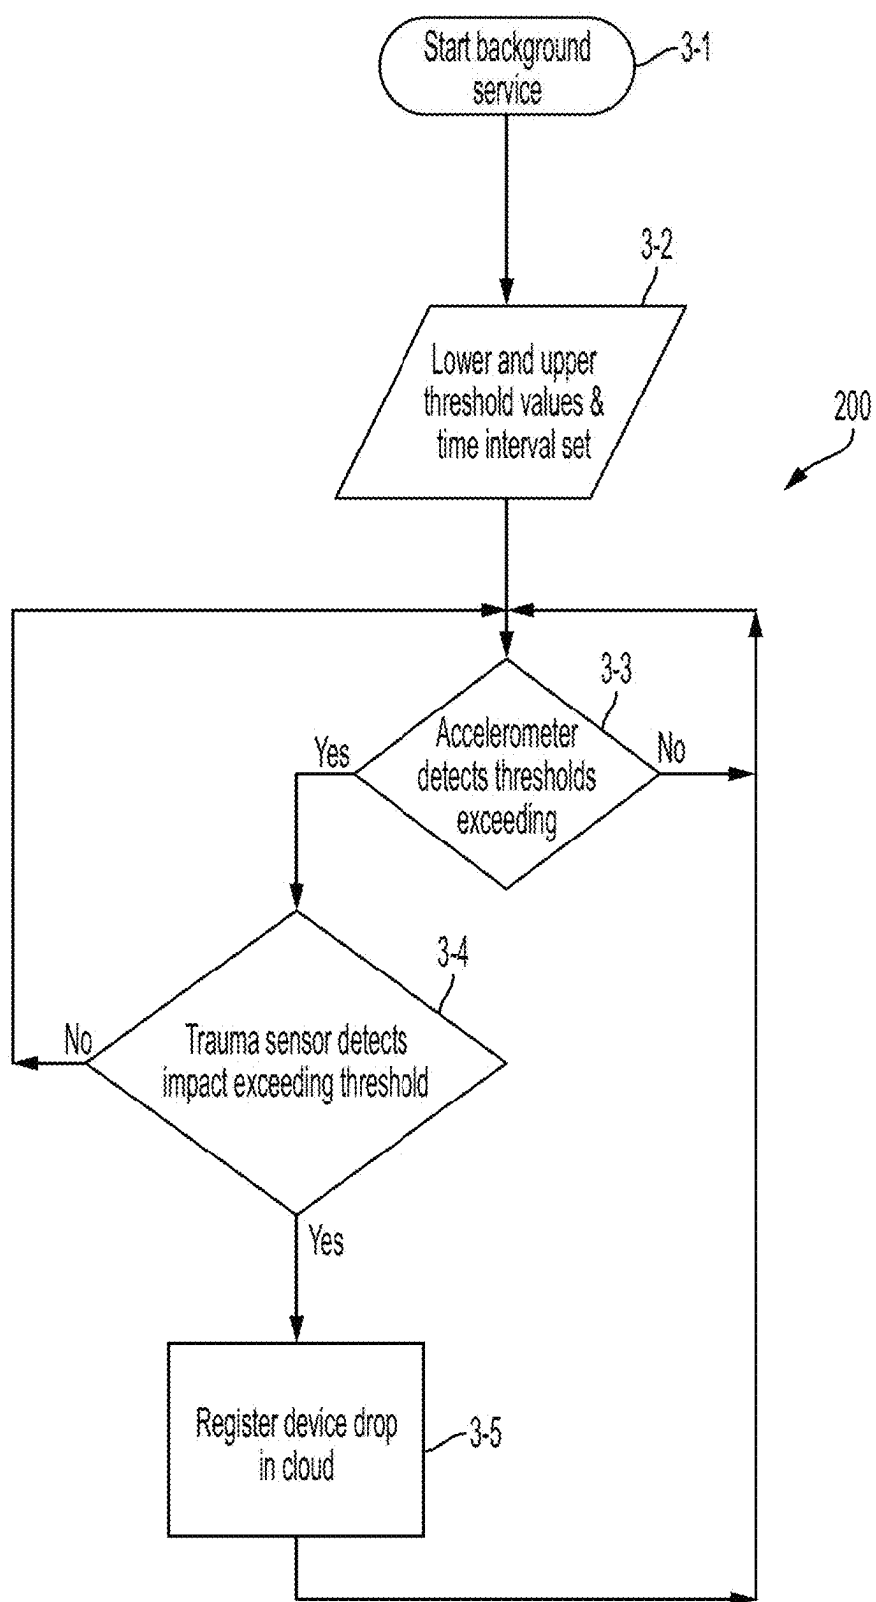 Start background
service
3-1
3-2
Lower and upper
threshold values &
time interval set
200
3-3
Accelerometer
detects thresholds
exceeding
Yes
No
3-4
Trauma sensor detects
impact exceeding threshold
No
Yes
Register device drop
in cloud
3-5